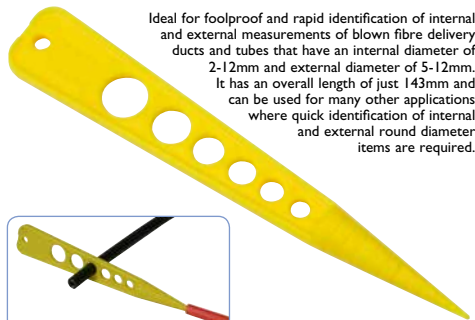 Ideal for foolproof and rapid identification of internal
and external measurements of blown fibre delivery
ducts and tubes that have an internal diameter of
2-12mm and external diameter of 5-12mm.
It has an overall length of just 143mm and
can be used for many other applications
where quick identification of internal
and external round diameter
items are required.